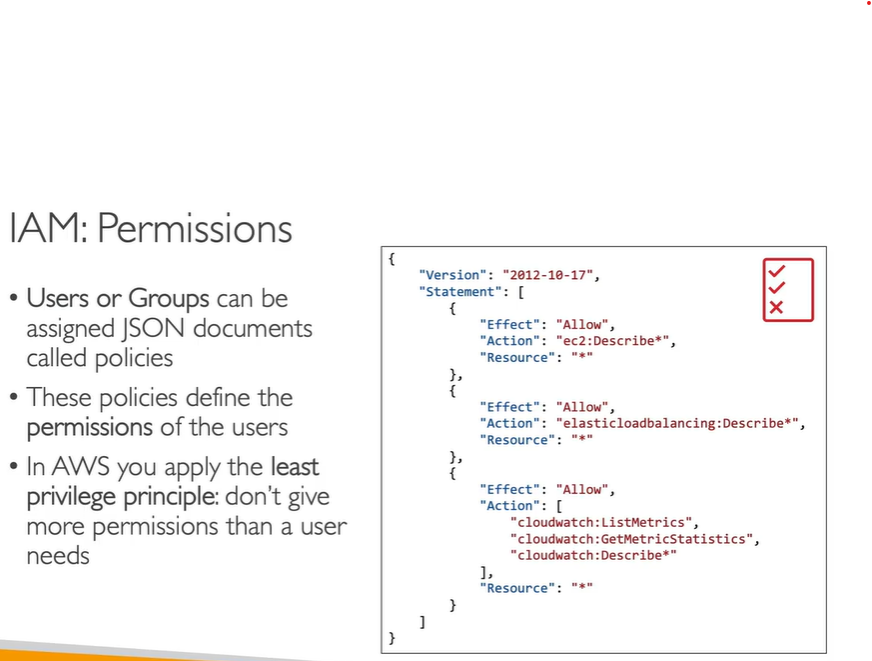 IAM: Permissions
• Users or Groups can be
assigned JSON documents
called policies
• These policies define the
permissions of the users
• In AWS you apply the least
privilege principle: don't give
more permissions than a user
needs
{
    "Version": "2012-10-17",
    "Statement": [
        {
            "Effect": "Allow",
            "Action": "ec2:Describe*",
            "Resource": "*"
        },
        {
            "Effect": "Allow",
            "Action": "elasticloadbalancing:Describe*",
            "Resource": "*"
        },
        {
            "Effect": "Allow",
            "Action": [
                "cloudwatch:ListMetrics",
                "cloudwatch:GetMetricStatistics",
                "cloudwatch:Describe*"
            ],
            "Resource": "*"
        }
    ]
}